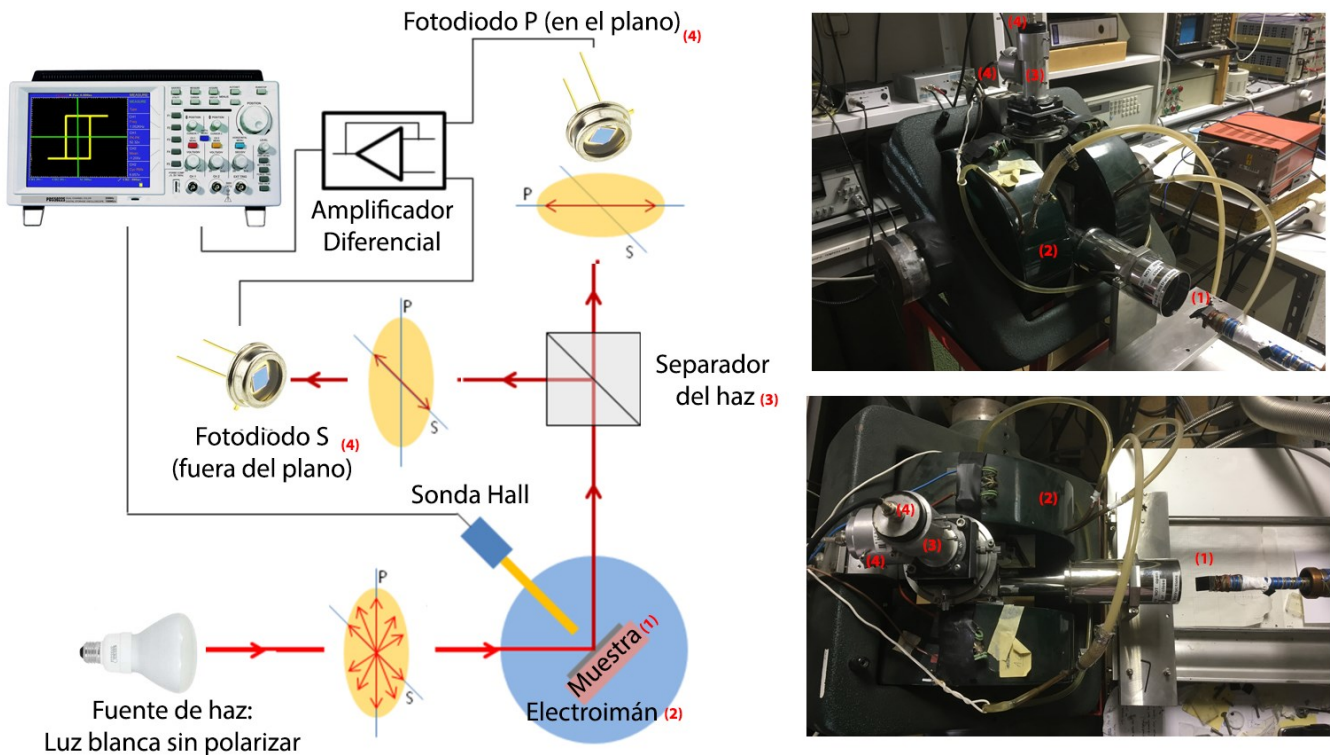 Fotodiodo P (en el plano) (4)
Amplificador
Diferencial
P
S
P
S
Separador
del haz (3)
Fotodiodo S (4)
(fuera del plano)
Sonda Hall
P
S
Muestra (1)
Electroimán (2)
Fuente de haz:
Luz blanca sin polarizar
(4)
(4)
(3)
(2)
(1)
(4)
(3)
(4)
(2)
(1)